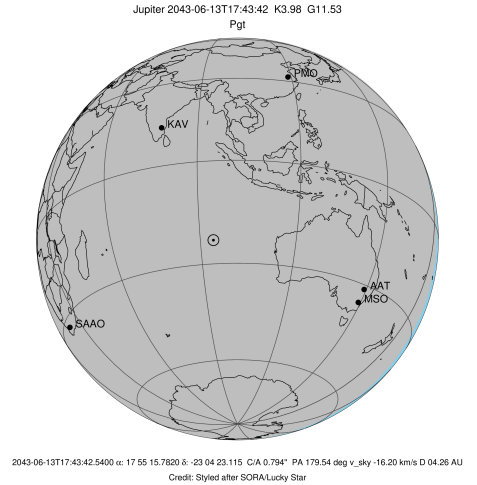 Jupiter 2043-06-13T17:43:42 K3.98 G11.53
Pgt
PMO
KAV
AAT
MSO
SAAO
2043-06-13T17:43:42.5400 α: 17 55 15.7820 δ: -23 04 23.115 C/A 0.794" PA 179.54 deg v_sky -16.20 km/s D 04.26 AU
Credit: Styled after SORA/Lucky Star